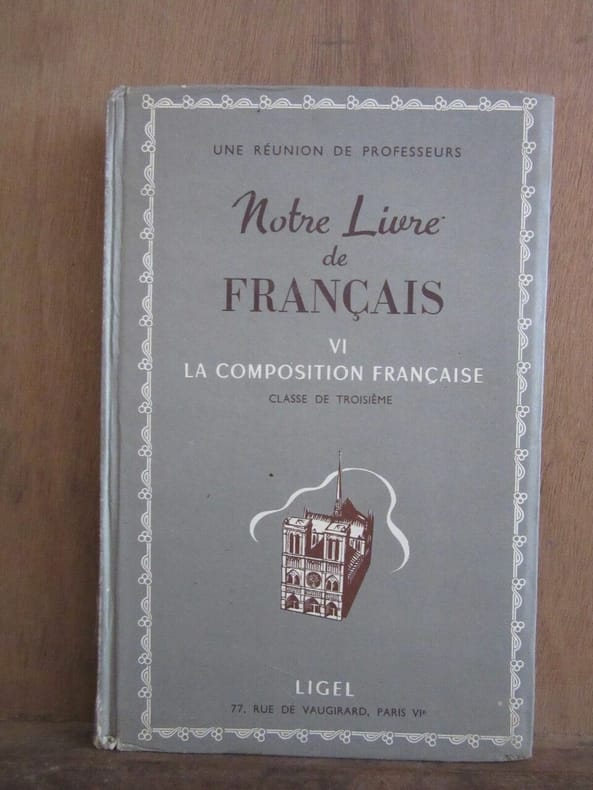 UNE RÉUNION DE PROFESSEURS
Notre Livre
de
FRANÇAIS
VI
LA COMPOSITION FRANÇAISE
CLASSE DE TROISIÈME
LIGEL
77, RUE DE VAUGIRARD, PARIS VIᵉ